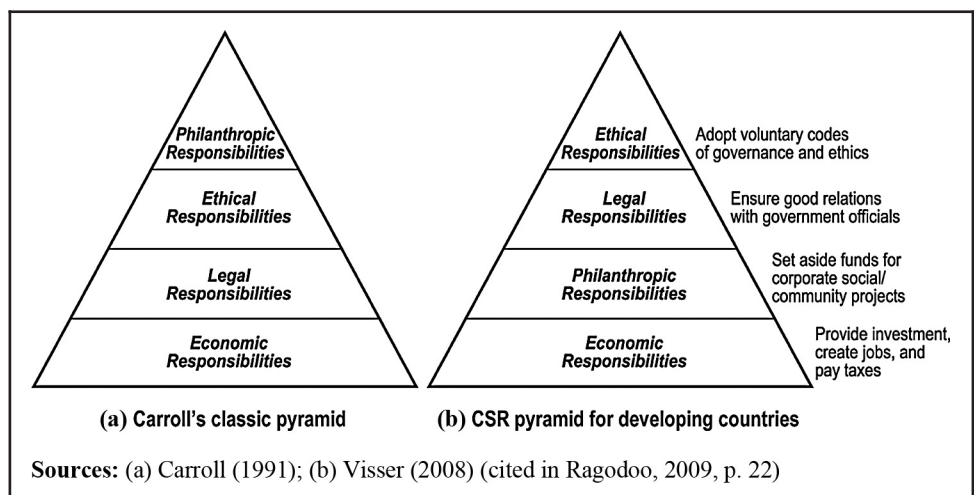 Philanthropic
Responsibilities
Ethical
Responsibilities
Legal
Responsibilities
Economic
Responsibilities
(a) Carroll's classic pyramid
Ethical
Responsibilities
Adopt voluntary codes
of governance and ethics
Legal
Responsibilities
Ensure good relations
with government officials
Philanthropic
Responsibilities
Set aside funds for
corporate social/
community projects
Economic
Responsibilities
Provide investment,
create jobs, and
pay taxes
(b) CSR pyramid for developing countries
Sources: (a) Carroll (1991); (b) Visser (2008) (cited in Ragodoo, 2009, p. 22)